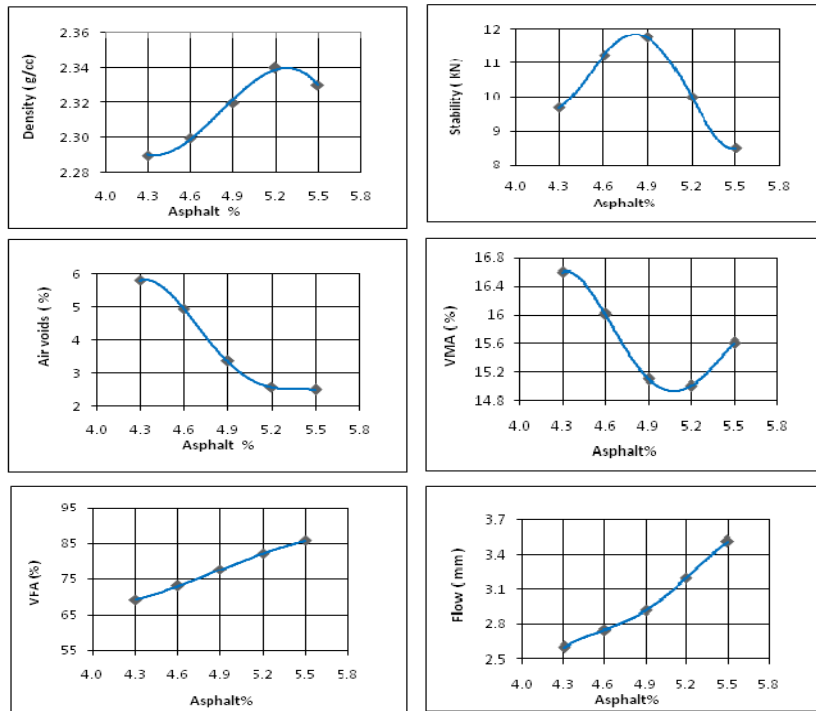 Density (g/cc)
2.36
2.34
2.32
2.30
2.28
4.0 4.3 4.6 4.9 5.2 5.5 5.8
Asphalt %
Stability ( KN)
12
11
10
9
8
4.0 4.3 4.6 4.9 5.2 5.5 5.8
Asphalt%
Air voids ( %)
6
5
4
3
2
4.0 4.3 4.6 4.9 5.2 5.5 5.8
Asphalt %
VMA ( %)
16.8
16.4
16
15.6
15.2
14.8
4.0 4.3 4.6 4.9 5.2 5.5 5.8
Asphalt%
VFA (%)
95
85
75
65
55
4.0 4.3 4.6 4.9 5.2 5.5 5.8
Asphalt%
Flow ( mm)
3.7
3.4
3.1
2.8
2.5
4.0 4.3 4.6 4.9 5.2 5.5 5.8
Asphalt%